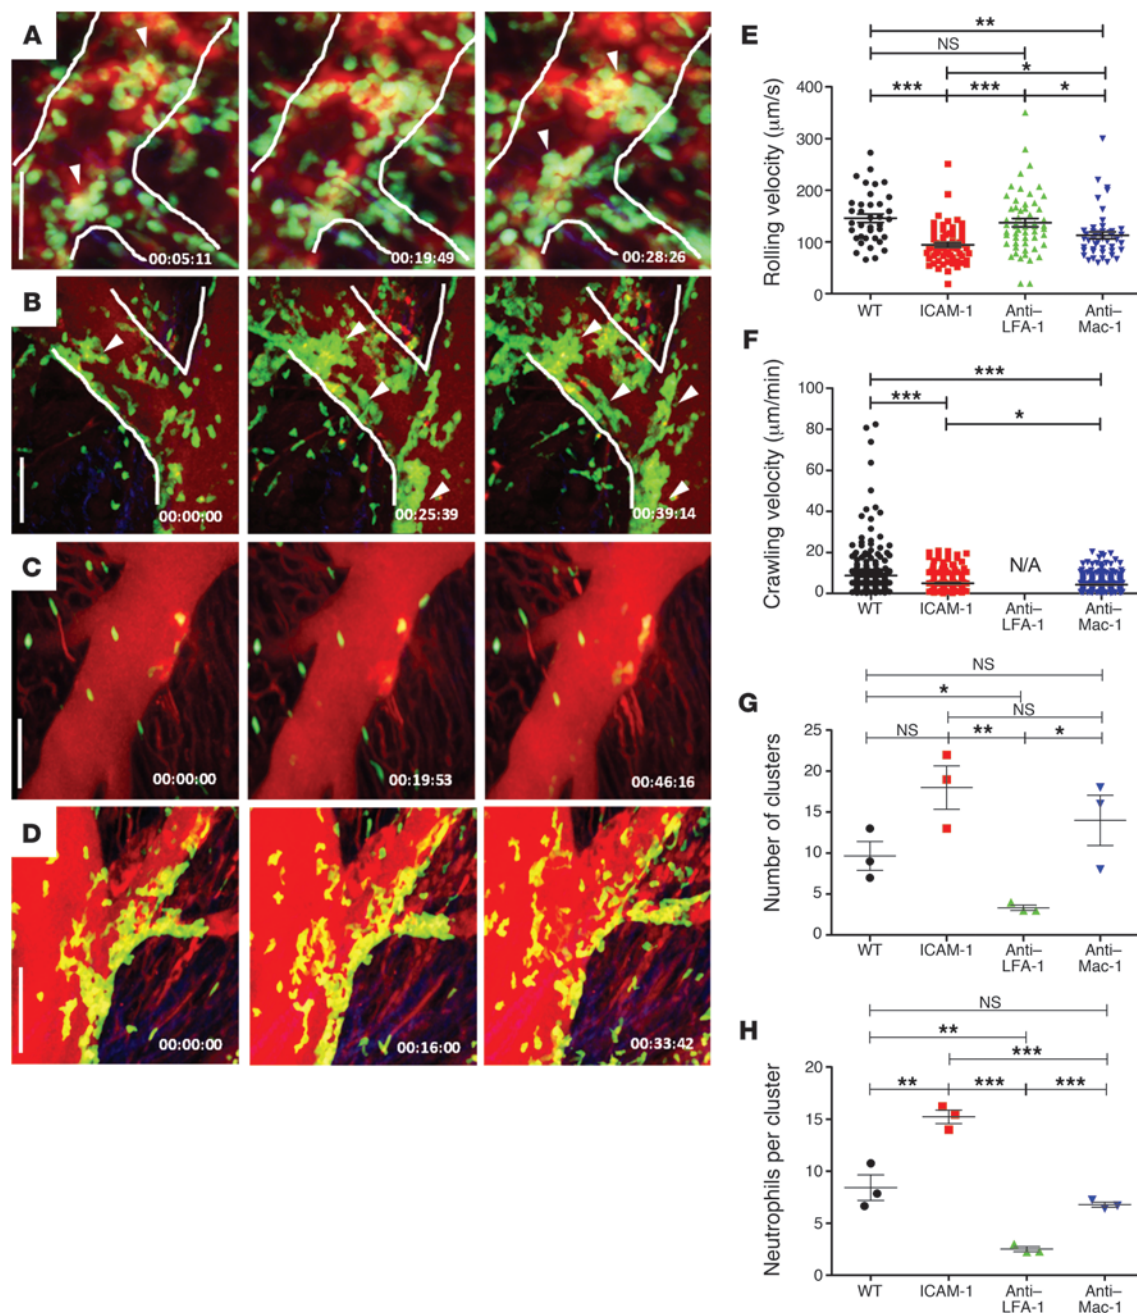 A
00:05:11
00:19:49
00:28:26
B
00:00:00
00:25:39
00:39:14
C
00:00:00
00:19:53
00:46:16
D
00:00:00
00:16:00
00:33:42
E
**
NS
*
*** *** *
Rolling velocity (µm/s)
400
300
200
100
0
WT ICAM-1 Anti– Anti–
LFA-1 Mac-1
F
***
***
*
Crawling velocity (µm/min)
100
80
60
40
20
0
N/A
WT ICAM-1 Anti– Anti–
LFA-1 Mac-1
G
NS
*
NS
NS ** *
Number of clusters
25
20
15
10
5
0
WT ICAM-1 Anti– Anti–
LFA-1 Mac-1
H
NS
**
***
** *** ***
Neutrophils per cluster
20
15
10
5
0
WT ICAM-1 Anti– Anti–
LFA-1 Mac-1